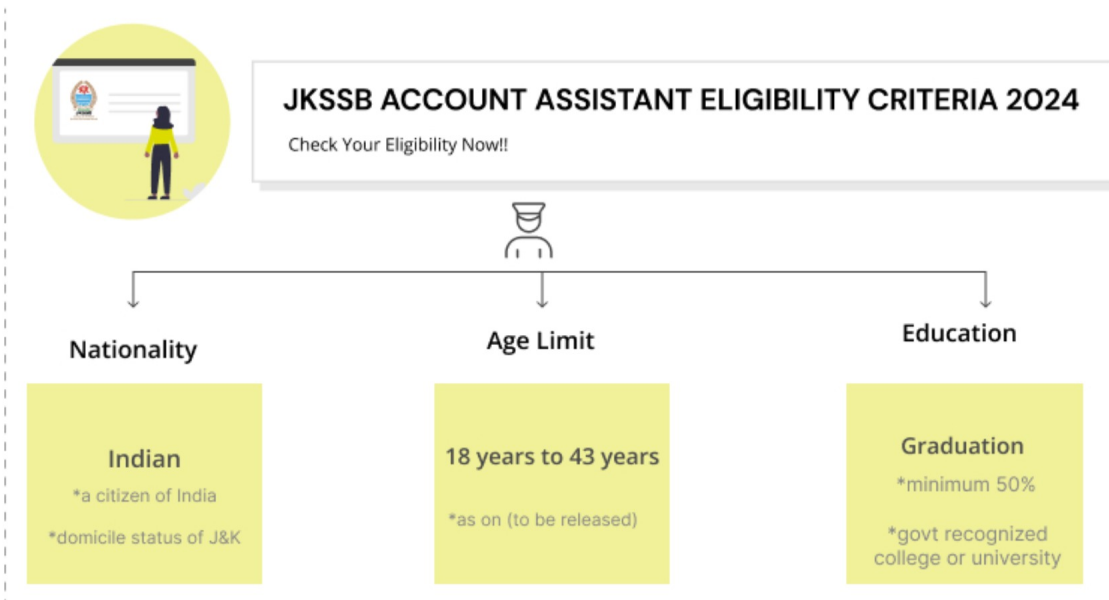 JKSSB ACCOUNT ASSISTANT ELIGIBILITY CRITERIA 2024
Check Your Eligibility Now!!
Nationality
Age Limit
Education
Indian
*a citizen of India
*domicile status of J&K
18 years to 43 years
*as on (to be released)
Graduation
*minimum 50%
*govt recognized
college or university